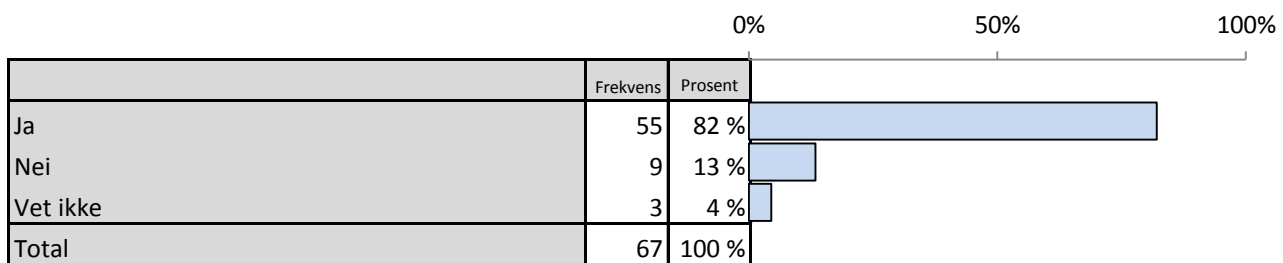 0% 50% 100%
Frekvens Prosent
Ja 55 82 %
Nei 9 13 %
Vet ikke 3 4 %
Total 67 100 %